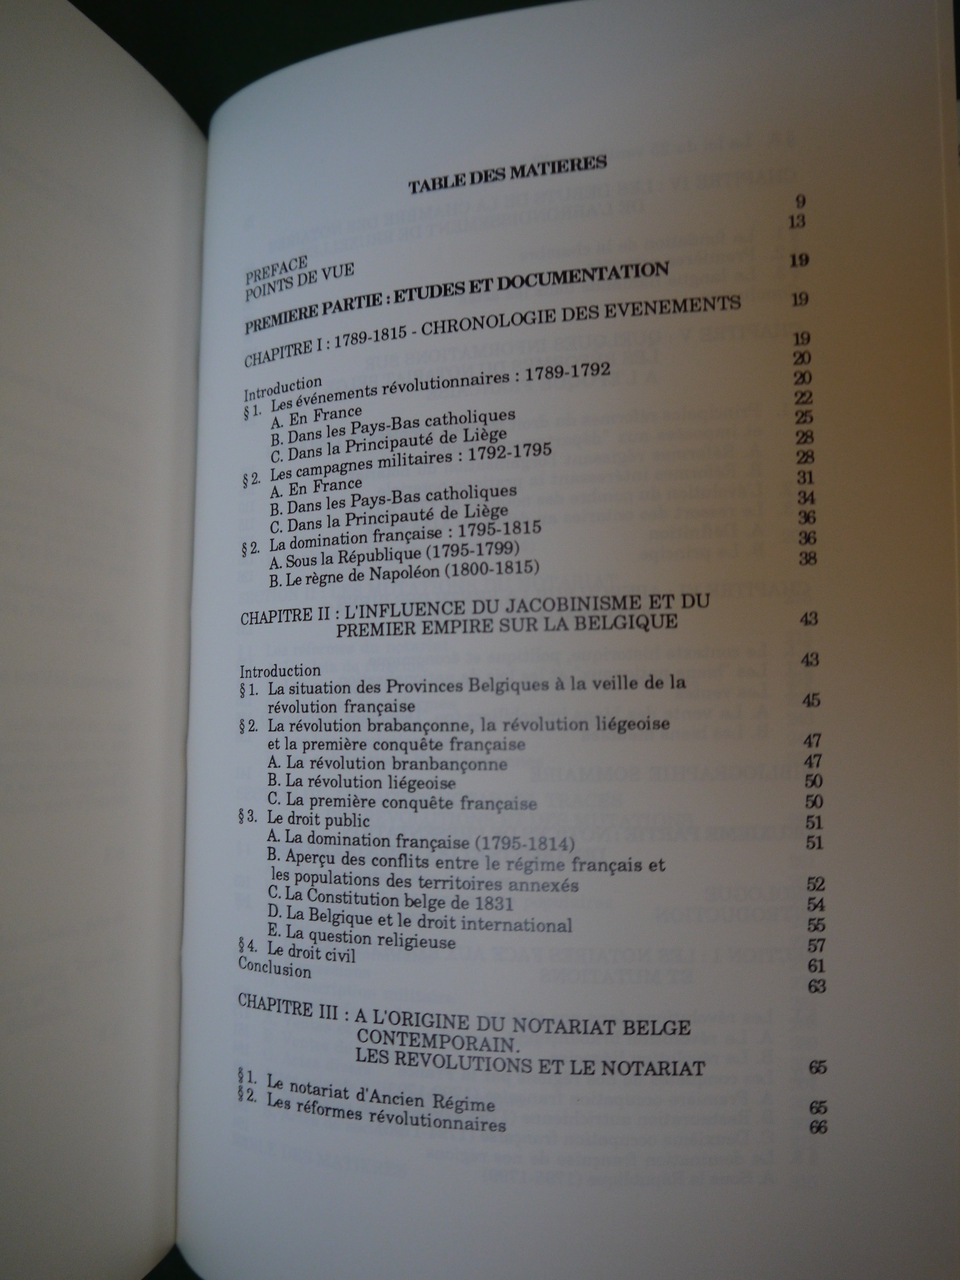 TABLE DES MATIERES
PREFACE 9
POINTS DE VUE 13
PREMIERE PARTIE : ETUDES ET DOCUMENTATION 19
CHAPITRE I : 1789-1815 - CHRONOLOGIE DES EVENEMENTS 19
Introduction 19
§ 1. Les événements révolutionnaires : 1789-1792 20
A. En France 20
B. Dans les Pays-Bas catholiques 22
C. Dans la Principauté de Liège 25
§ 2. Les campagnes militaires : 1792-1795 28
A. En France 28
B. Dans les Pays-Bas catholiques 31
C. Dans la Principauté de Liège 34
§ 2. La domination française : 1795-1815 36
A. Sous la République (1795-1799) 36
B. Le règne de Napoléon (1800-1815) 38
CHAPITRE II : L'INFLUENCE DU JACOBINISME ET DU
PREMIER EMPIRE SUR LA BELGIQUE 43
Introduction 43
§ 1. La situation des Provinces Belgiques à la veille de la
révolution française 45
§ 2. La révolution brabançonne, la révolution liégeoise
et la première conquête française 47
A. La révolution branbançonne 47
B. La révolution liégeoise 50
C. La première conquête française 50
§ 3. Le droit public 51
A. La domination française (1795-1814) 51
B. Aperçu des conflits entre le régime français et
les populations des territoires annexés 52
C. La Constitution belge de 1831 54
D. La Belgique et le droit international 55
E. La question religieuse 57
§ 4. Le droit civil 61
Conclusion 63
CHAPITRE III : A L'ORIGINE DU NOTARIAT BELGE
CONTEMPORAIN.
LES REVOLUTIONS ET LE NOTARIAT 65
§ 1. Le notariat d'Ancien Régime 65
§ 2. Les réformes révolutionnaires 66